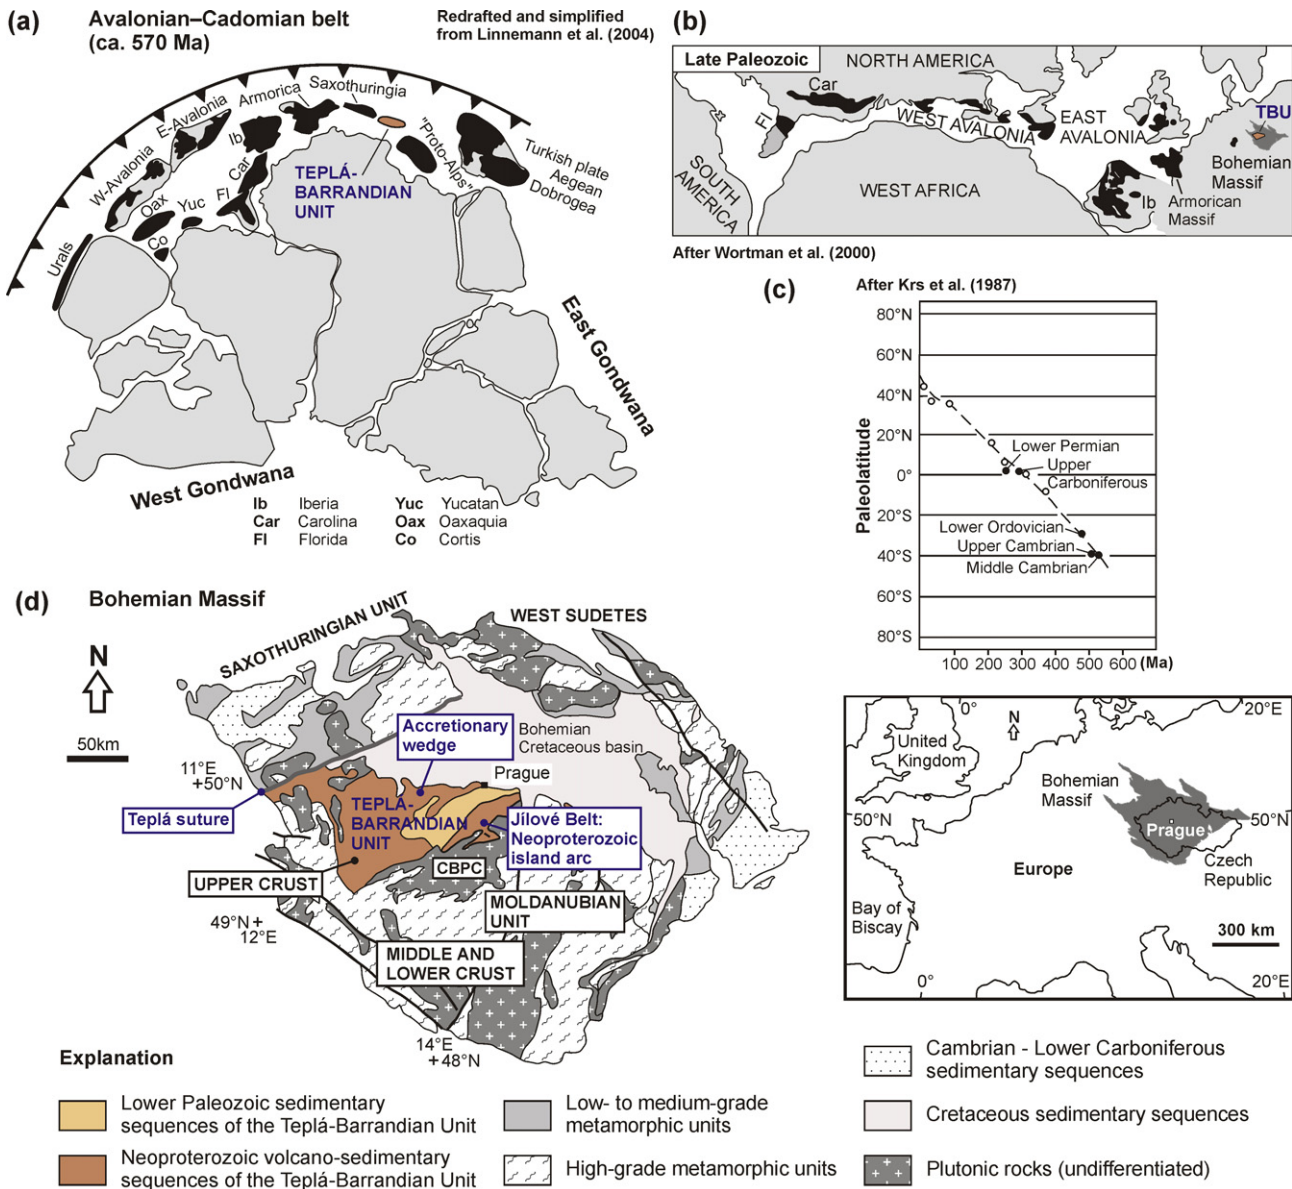 (a)
Avalonian–Cadomian belt
(ca. 570 Ma)
Redrafted and simplified
from Linnemann et al. (2004)
Saxothuringia
Armorica
E-Avalonia
W-Avalonia
Ib
Car
Fl
Yuc
Oax
Co
Urals
TEPLÁ-
BARRANDIAN
UNIT
"Proto-Alps"
Turkish plate
Aegean
Dobrogea
East Gondwana
West Gondwana
Ib Iberia
Car Carolina
Fl Florida
Yuc Yucatan
Oax Oaxaquia
Co Cortis
(b)
Late Paleozoic
NORTH AMERICA
Car
Fl
WEST AVALONIA
EAST
AVALONIA
TBU
Bohemian
Massif
SOUTH
AMERICA
WEST AFRICA
Ib
Armorican
Massif
After Wortman et al. (2000)
(c)
After Krs et al. (1987)
Paleolatitude
80°N
60°N
40°N
20°N
0°
20°S
40°S
60°S
80°S
Lower Permian
Upper
Carboniferous
Lower Ordovician
Upper Cambrian
Middle Cambrian
100 200 300 400 500 600 (Ma)
(d)
Bohemian Massif
N
50km
SAXOTHURINGIAN UNIT
WEST SUDETES
Accretionary
wedge
Bohemian
Cretaceous basin
11°E
+50°N
Prague
Teplá suture
TEPLÁ-
BARRANDIAN
UNIT
Jílové Belt:
Neoproterozoic
island arc
CBPC
UPPER CRUST
MOLDANUBIAN
UNIT
49°N +
12°E
MIDDLE AND
LOWER CRUST
14°E
+48°N
0°
N
20°E
United
Kingdom
Bohemian
Massif
50°N
Prague
50°N
Czech
Republic
Europe
Bay of
Biscay
300 km
0°
20°E
Explanation
Lower Paleozoic sedimentary
sequences of the Teplá-Barrandian Unit
Neoproterozoic volcano-sedimentary
sequences of the Teplá-Barrandian Unit
Low- to medium-grade
metamorphic units
High-grade metamorphic units
Cambrian - Lower Carboniferous
sedimentary sequences
Cretaceous sedimentary sequences
Plutonic rocks (undifferentiated)